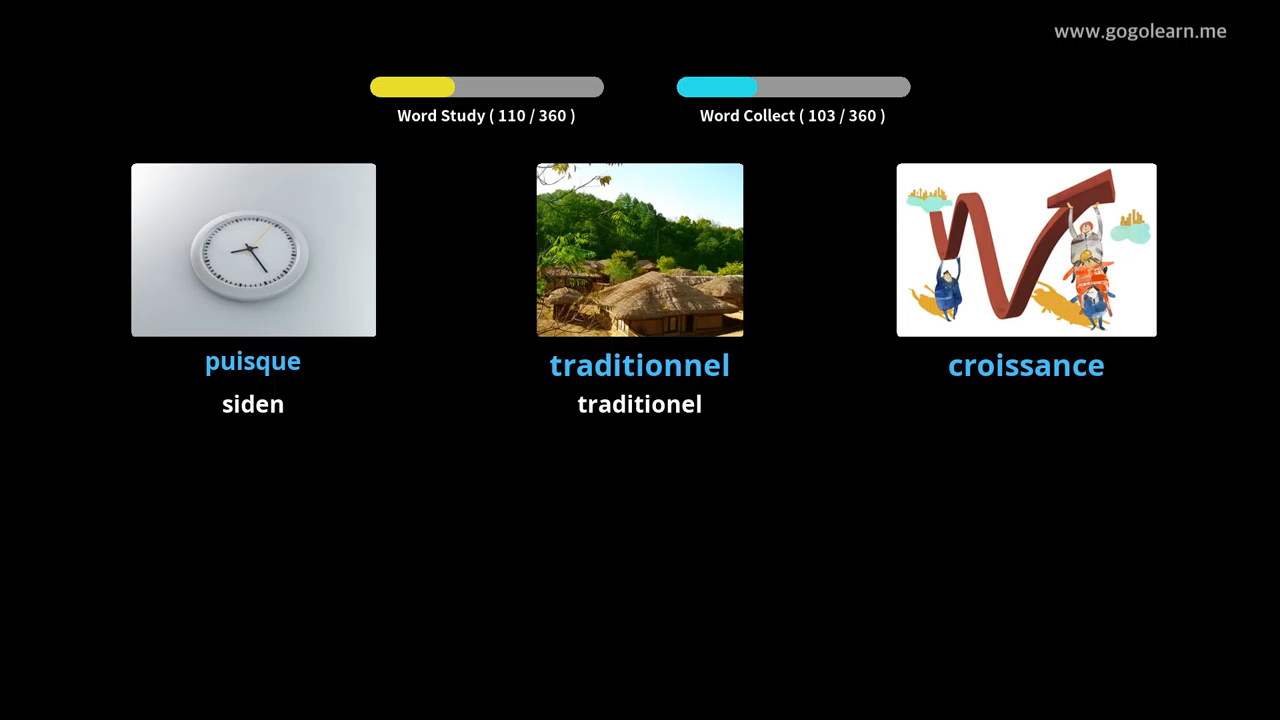 www.gogolearn.me
Word Study ( 110 / 360 )
Word Collect ( 103 / 360 )
puisque
traditionnel
croissance
siden
traditionel